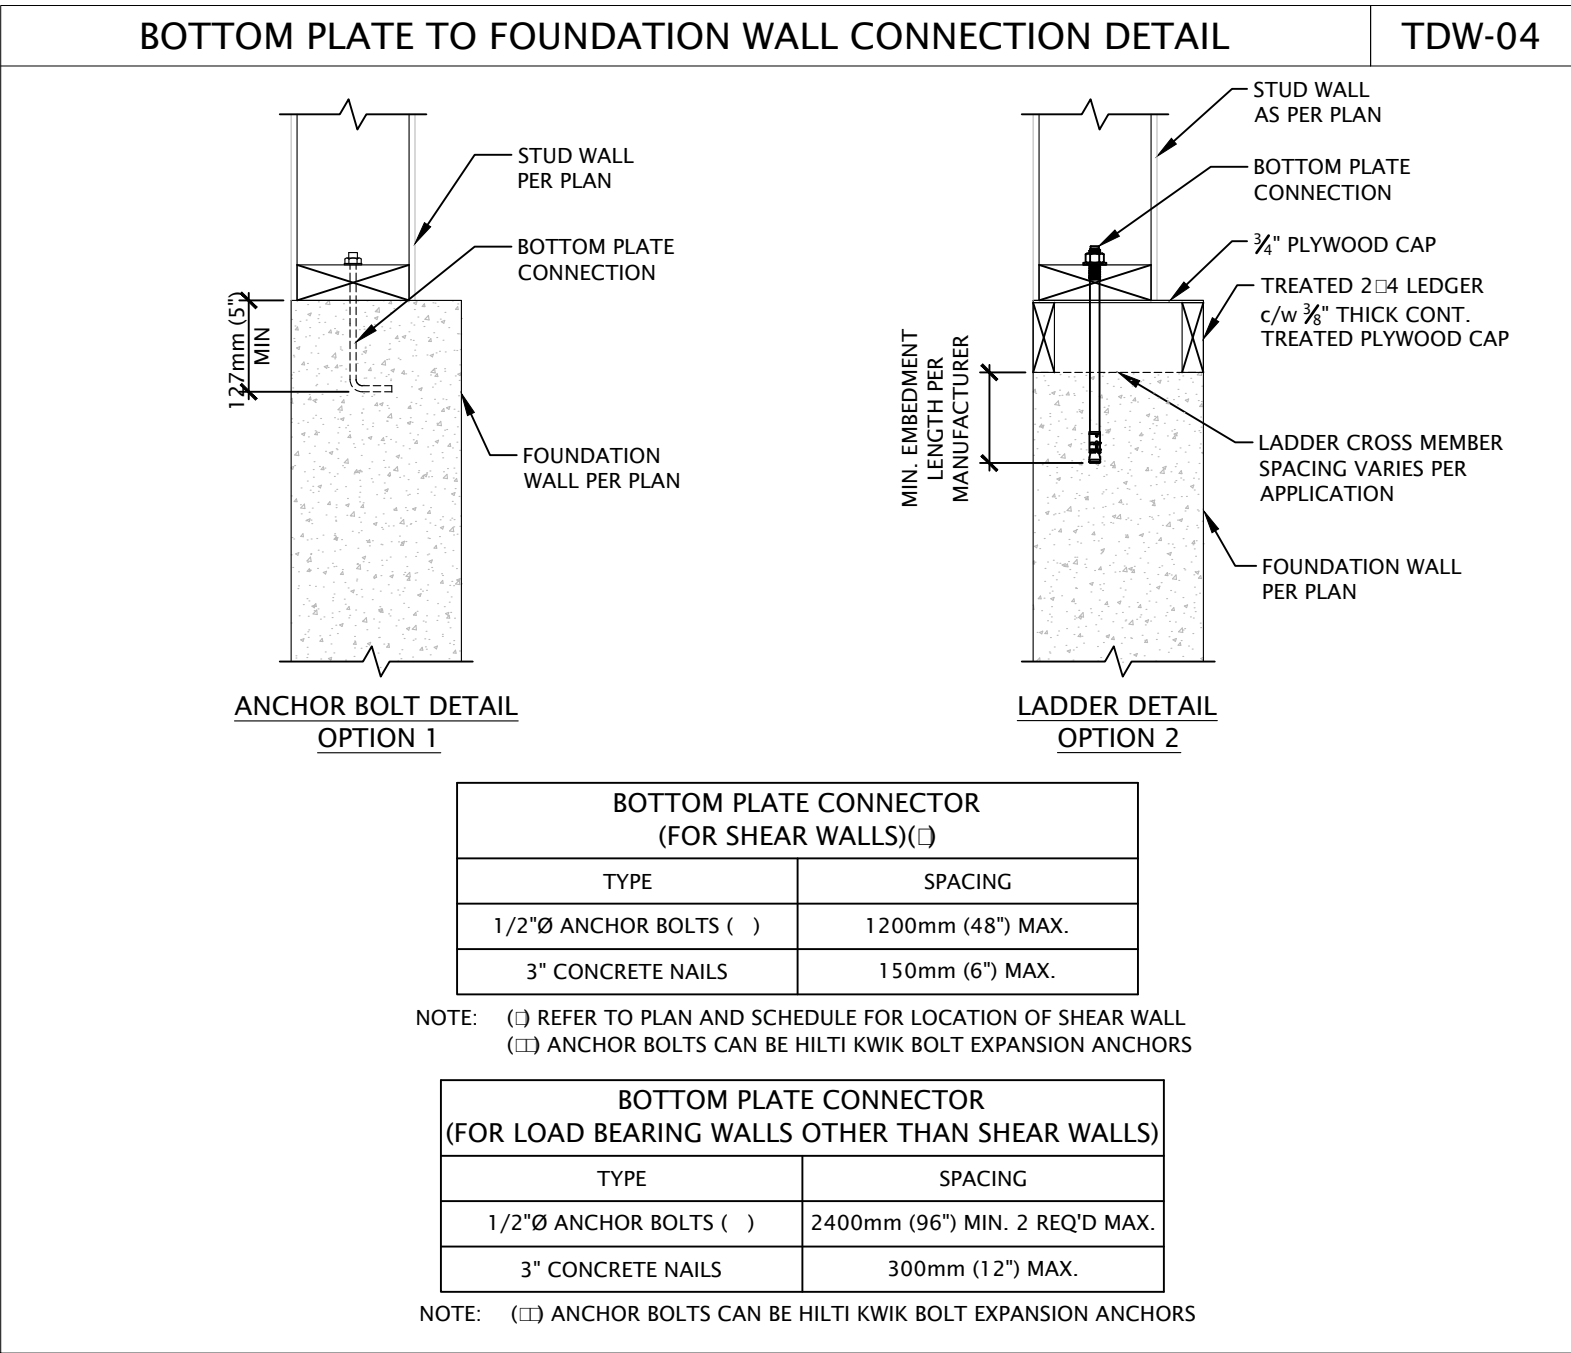 BOTTOM PLATE TO FOUNDATION WALL CONNECTION DETAIL
TDW-04
STUD WALL
PER PLAN
BOTTOM PLATE
CONNECTION
127mm (5")
MIN
FOUNDATION
WALL PER PLAN
ANCHOR BOLT DETAIL
OPTION 1
STUD WALL
AS PER PLAN
BOTTOM PLATE
CONNECTION
3/4" PLYWOOD CAP
TREATED 2□4 LEDGER
c/w 3/8" THICK CONT.
TREATED PLYWOOD CAP
MIN. EMBEDMENT
LENGTH PER
MANUFACTURER
LADDER CROSS MEMBER
SPACING VARIES PER
APPLICATION
FOUNDATION WALL
PER PLAN
LADDER DETAIL
OPTION 2
BOTTOM PLATE CONNECTOR
(FOR SHEAR WALLS)(□)
TYPE
SPACING
1/2"Ø ANCHOR BOLTS (  )
1200mm (48") MAX.
3" CONCRETE NAILS
150mm (6") MAX.
NOTE: (□) REFER TO PLAN AND SCHEDULE FOR LOCATION OF SHEAR WALL
(□□) ANCHOR BOLTS CAN BE HILTI KWIK BOLT EXPANSION ANCHORS
BOTTOM PLATE CONNECTOR
(FOR LOAD BEARING WALLS OTHER THAN SHEAR WALLS)
TYPE
SPACING
1/2"Ø ANCHOR BOLTS (  )
2400mm (96") MIN. 2 REQ'D MAX.
3" CONCRETE NAILS
300mm (12") MAX.
NOTE: (□□) ANCHOR BOLTS CAN BE HILTI KWIK BOLT EXPANSION ANCHORS